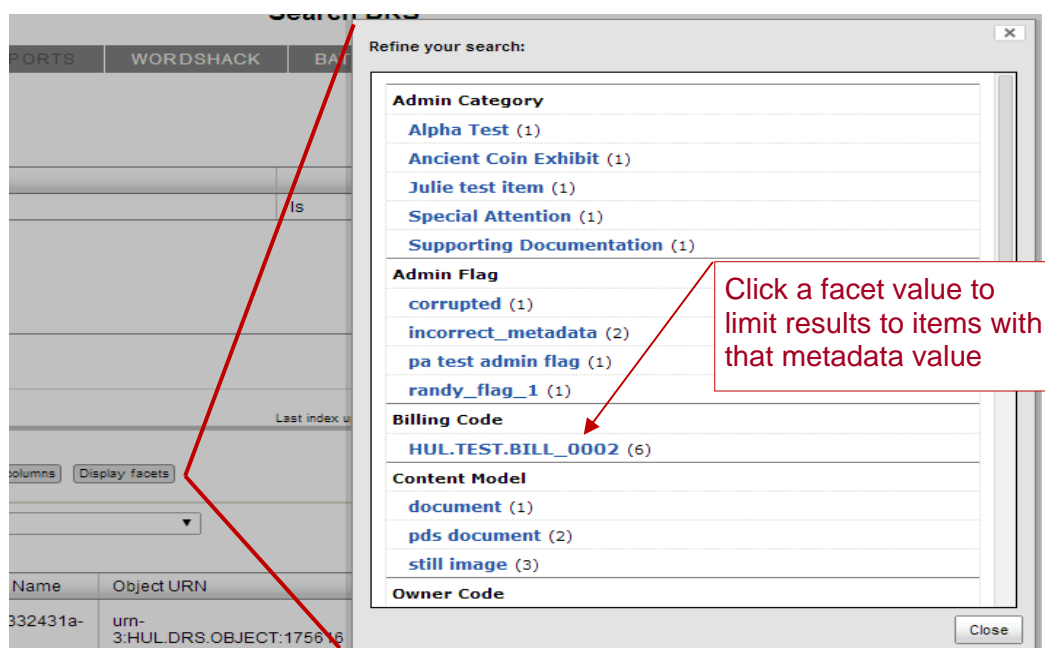 Search DRS
PORTS WORDSHACK BAT
Is
Last index u
columns Display facets
Name Object URN
332431a- urn-
3:HUL.DRS.OBJECT:175616
Refine your search:
Admin Category
Alpha Test (1)
Ancient Coin Exhibit (1)
Julie test item (1)
Special Attention (1)
Supporting Documentation (1)
Admin Flag
corrupted (1)
incorrect_metadata (2)
pa test admin flag (1)
randy_flag_1 (1)
Billing Code
HUL.TEST.BILL_0002 (6)
Content Model
document (1)
pds document (2)
still image (3)
Owner Code
Close
Click a facet value to
limit results to items with
that metadata value